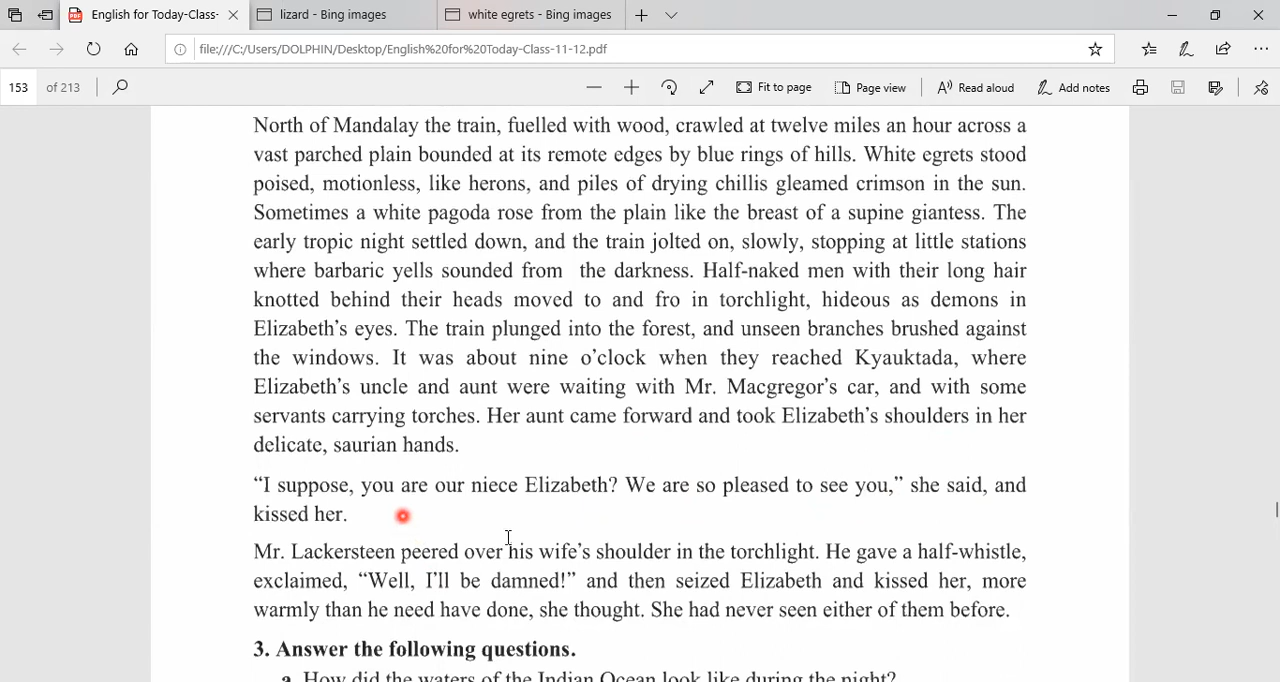 English for Today-Class-
lizard - Bing images
white egrets - Bing images
file:///C:/Users/DOLPHIN/Desktop/English%20for%20Today-Class-11-12.pdf
153 of 213 Fit to page Page view Read aloud Add notes
North of Mandalay the train, fuelled with wood, crawled at twelve miles an hour across a
vast parched plain bounded at its remote edges by blue rings of hills. White egrets stood
poised, motionless, like herons, and piles of drying chillis gleamed crimson in the sun.
Sometimes a white pagoda rose from the plain like the breast of a supine giantess. The
early tropic night settled down, and the train jolted on, slowly, stopping at little stations
where barbaric yells sounded from the darkness. Half-naked men with their long hair
knotted behind their heads moved to and fro in torchlight, hideous as demons in
Elizabeth's eyes. The train plunged into the forest, and unseen branches brushed against
the windows. It was about nine o'clock when they reached Kyauktada, where
Elizabeth's uncle and aunt were waiting with Mr. Macgregor's car, and with some
servants carrying torches. Her aunt came forward and took Elizabeth's shoulders in her
delicate, saurian hands.
“I suppose, you are our niece Elizabeth? We are so pleased to see you,” she said, and
kissed her.
Mr. Lackersteen peered over his wife's shoulder in the torchlight. He gave a half-whistle,
exclaimed, “Well, I'll be damned!” and then seized Elizabeth and kissed her, more
warmly than he need have done, she thought. She had never seen either of them before.
3. Answer the following questions.
a. How did the waters of the Indian Ocean look like during the night?